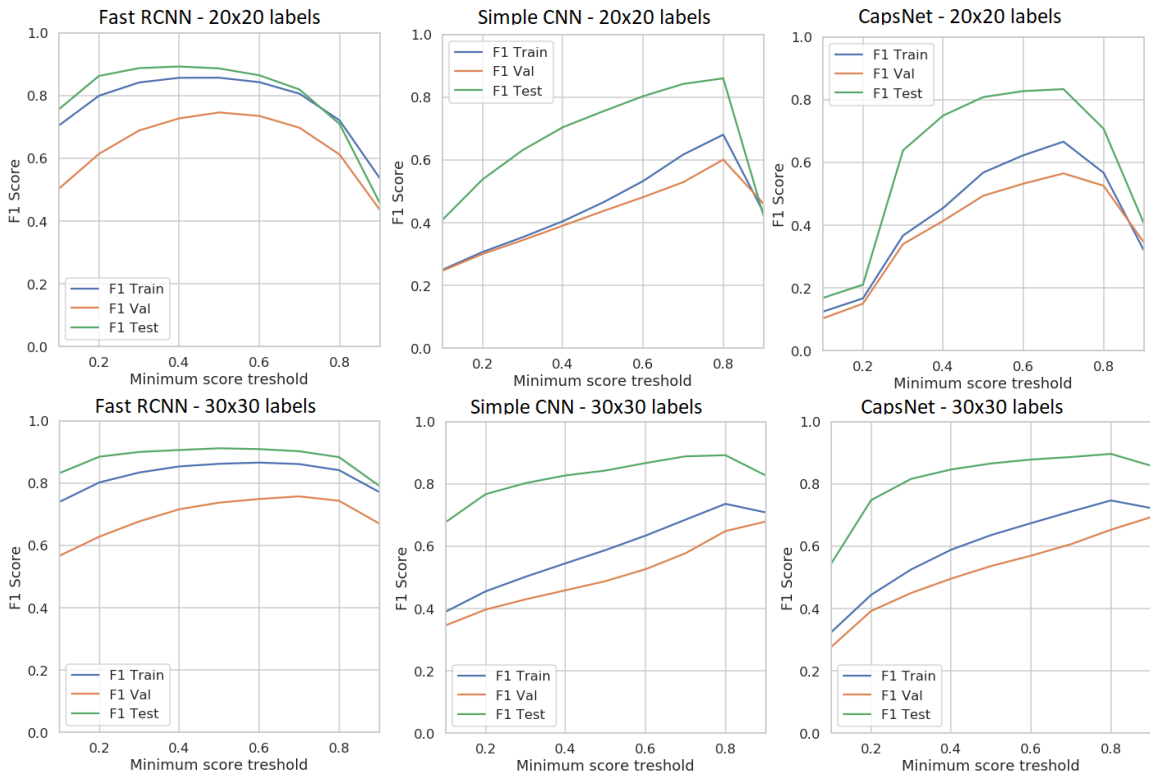 Fast RCNN - 20x20 labels
1.0
0.8
0.6
0.4
0.2
0.0
F1 Score
F1 Train
F1 Val
F1 Test
0.2 0.4 0.6 0.8
Minimum score treshold
Simple CNN - 20x20 labels
1.0
0.8
0.6
0.4
0.2
0.0
F1 Score
F1 Train
F1 Val
F1 Test
0.2 0.4 0.6 0.8
Minimum score treshold
CapsNet - 20x20 labels
1.0
0.8
0.6
0.4
0.2
0.0
F1 Score
F1 Train
F1 Val
F1 Test
0.2 0.4 0.6 0.8
Minimum score treshold
Fast RCNN - 30x30 labels
1.0
0.8
0.6
0.4
0.2
0.0
F1 Score
F1 Train
F1 Val
F1 Test
0.2 0.4 0.6 0.8
Minimum score treshold
Simple CNN - 30x30 labels
1.0
0.8
0.6
0.4
0.2
0.0
F1 Score
F1 Train
F1 Val
F1 Test
0.2 0.4 0.6 0.8
Minimum score treshold
CapsNet - 30x30 labels
1.0
0.8
0.6
0.4
0.2
0.0
F1 Score
F1 Train
F1 Val
F1 Test
0.2 0.4 0.6 0.8
Minimum score treshold